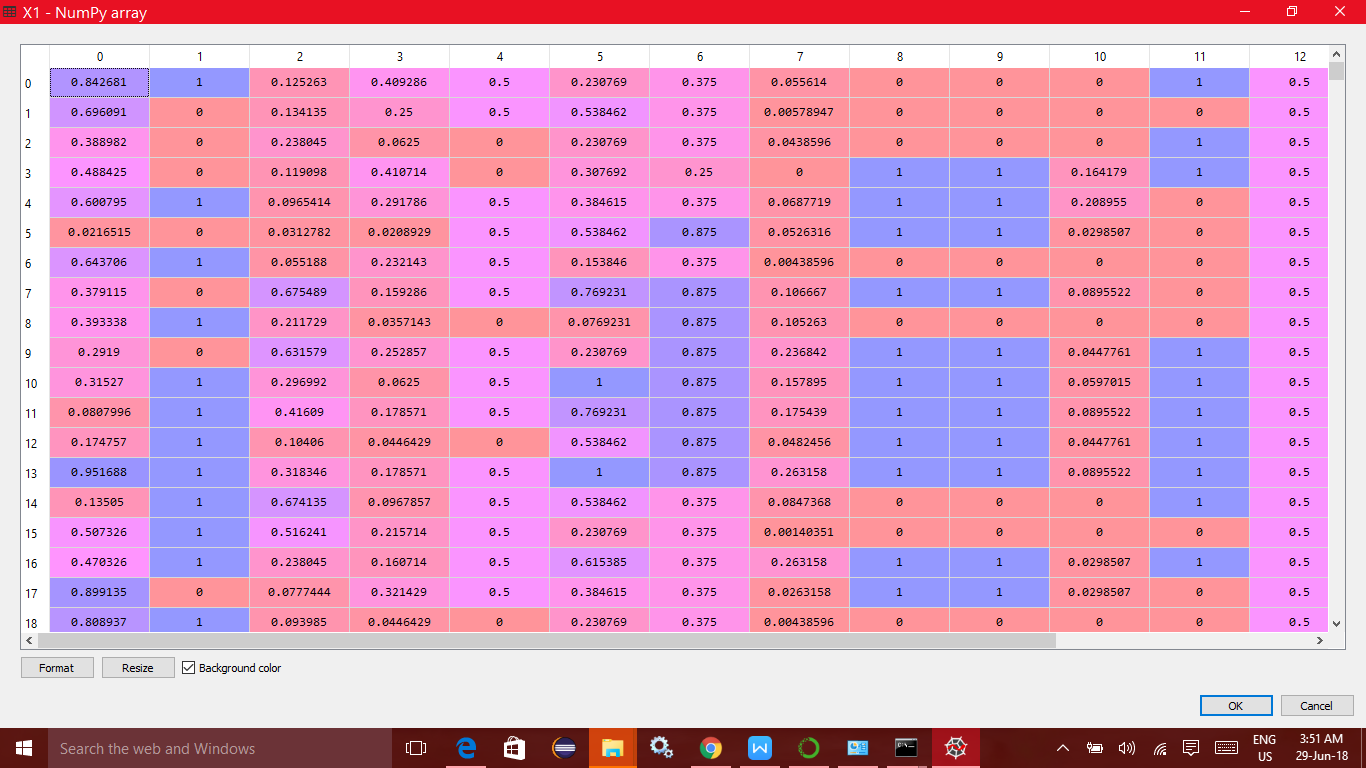 X1 - NumPy array
0 1 2 3 4 5 6 7 8 9 10 11 12
0 0.842681 1 0.125263 0.409286 0.5 0.230769 0.375 0.055614 0 0 0 1 0.5
1 0.696091 0 0.134135 0.25 0.5 0.538462 0.375 0.00578947 0 0 0 0 0.5
2 0.388982 0 0.238045 0.0625 0 0.230769 0.375 0.0438596 0 0 0 1 0.5
3 0.488425 0 0.119098 0.410714 0 0.307692 0.25 0 1 1 0.164179 1 0.5
4 0.600795 1 0.0965414 0.291786 0.5 0.384615 0.375 0.0687719 1 1 0.208955 0 0.5
5 0.0216515 0 0.0312782 0.0208929 0.5 0.538462 0.875 0.0526316 1 1 0.0298507 0 0.5
6 0.643706 1 0.055188 0.232143 0.5 0.153846 0.375 0.00438596 0 0 0 0 0.5
7 0.379115 0 0.675489 0.159286 0.5 0.769231 0.875 0.106667 1 1 0.0895522 0 0.5
8 0.393338 1 0.211729 0.0357143 0 0.0769231 0.875 0.105263 0 0 0 0 0.5
9 0.2919 0 0.631579 0.252857 0.5 0.230769 0.875 0.236842 1 1 0.0447761 1 0.5
10 0.31527 1 0.296992 0.0625 0.5 1 0.875 0.157895 1 1 0.0597015 1 0.5
11 0.0807996 1 0.41609 0.178571 0.5 0.769231 0.875 0.175439 1 1 0.0895522 1 0.5
12 0.174757 1 0.10406 0.0446429 0 0.538462 0.875 0.0482456 1 1 0.0447761 1 0.5
13 0.951688 1 0.318346 0.178571 0.5 1 0.875 0.263158 1 1 0.0895522 1 0.5
14 0.13505 1 0.674135 0.0967857 0.5 0.538462 0.375 0.0847368 0 0 0 1 0.5
15 0.507326 1 0.516241 0.215714 0.5 0.230769 0.375 0.00140351 0 0 0 0 0.5
16 0.470326 1 0.238045 0.160714 0.5 0.615385 0.375 0.263158 1 1 0.0298507 1 0.5
17 0.899135 0 0.0777444 0.321429 0.5 0.384615 0.375 0.0263158 1 1 0.0298507 0 0.5
18 0.808937 1 0.093985 0.0446429 0 0.230769 0.375 0.00438596 0 0 0 0 0.5
Format Resize Background color
OK Cancel
Search the web and Windows
W
ENG
US
3:51 AM
29-Jun-18